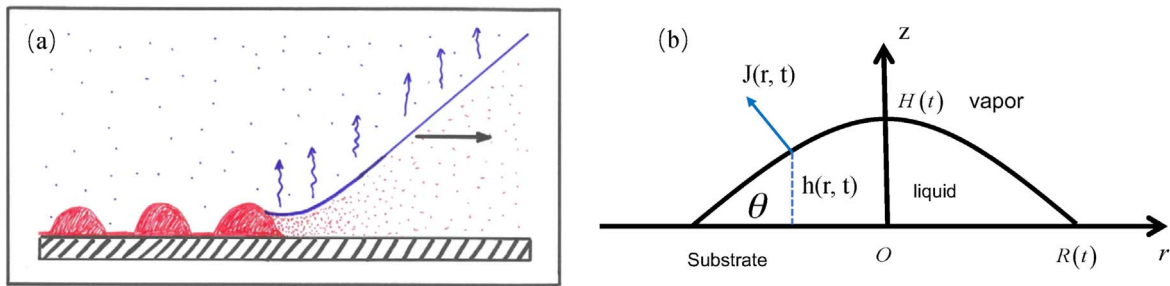 (a)
(b)
z
J(r, t)
H(t)
vapor
h(r, t)
θ
liquid
Substrate
O
R(t)
r